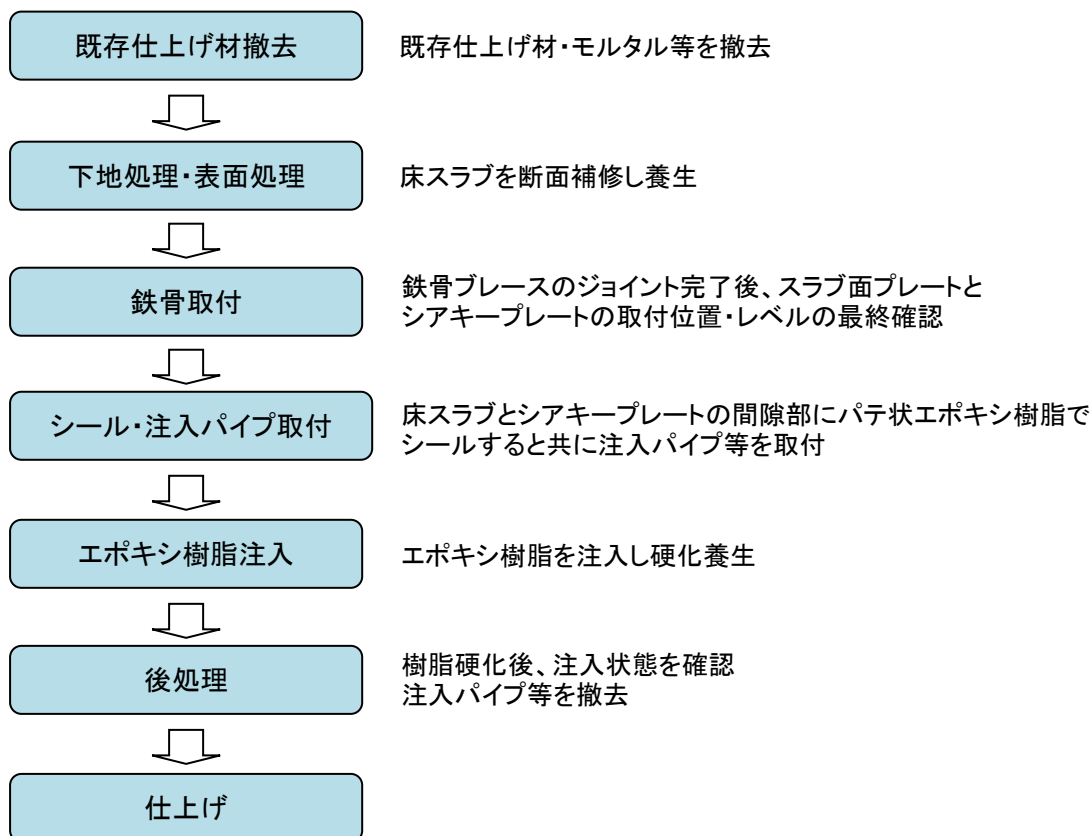 既存仕上げ材撤去
既存仕上げ材・モルタル等を撤去
下地処理・表面処理
床スラブを断面補修し養生
鉄骨取付
鉄骨ブレースのジョイント完了後、スラブ面プレートと
シアキープレートの取付位置・レベルの最終確認
シール・注入パイプ取付
床スラブとシアキープレートの間隙部にパテ状エポキシ樹脂で
シールすると共に注入パイプ等を取付
エポキシ樹脂注入
エポキシ樹脂を注入し硬化養生
後処理
樹脂硬化後、注入状態を確認
注入パイプ等を撤去
仕上げ